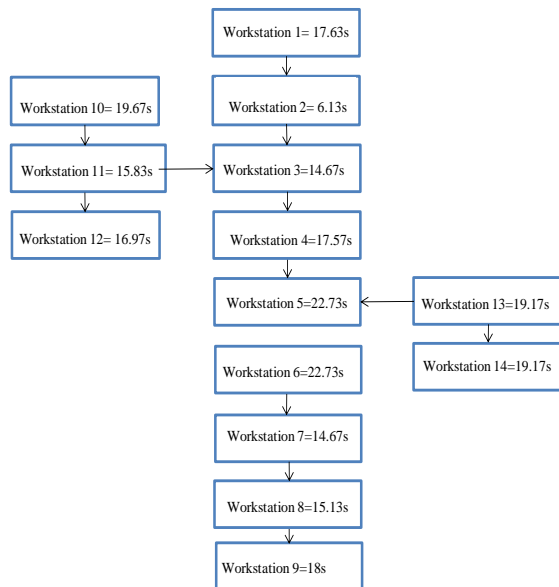 Workstation 1= 17.63s
Workstation 10= 19.67s
Workstation 2= 6.13s
Workstation 11= 15.83s
Workstation 3=14.67s
Workstation 12= 16.97s
Workstation 4=17.57s
Workstation 5=22.73s
Workstation 13=19.17s
Workstation 6=22.73s
Workstation 14=19.17s
Workstation 7=14.67s
Workstation 8=15.13s
Workstation 9=18s